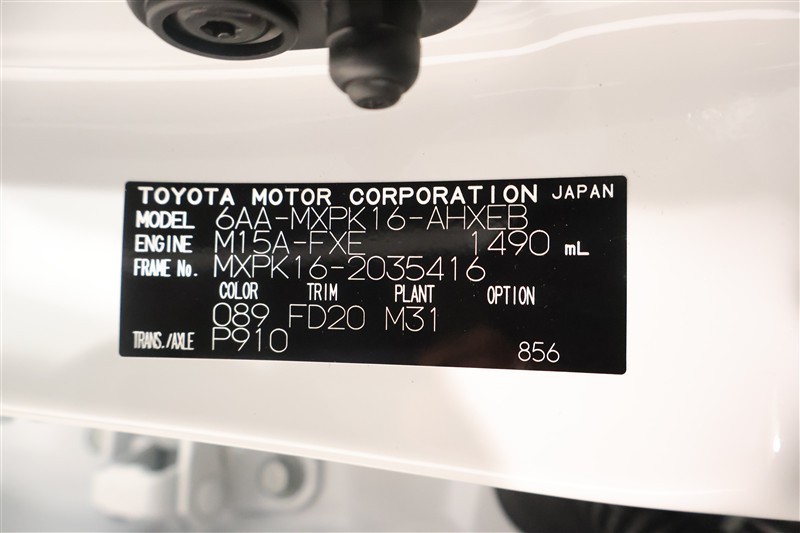 TOYOTA MOTOR CORPORATION JAPAN
MODEL 6AA-MXPK16-AHXEB
ENGINE M15A-FXE 1490 mL
FRAME No. MXPK16-2035416
COLOR TRIM PLANT OPTION
089 FD20 M31
TRANS./AXLE P910 856